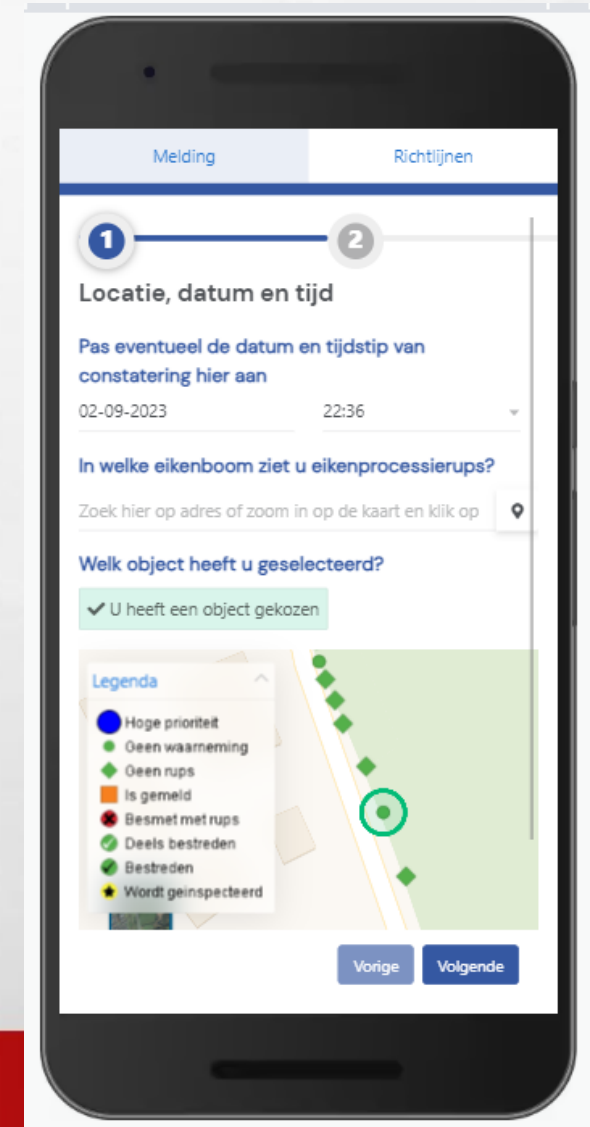 Melding
Richtlijnen
1
2
Locatie, datum en tijd
Pas eventueel de datum en tijdstip van
constatering hier aan
02-09-2023
22:36
In welke eikenboom ziet u eikenprocessierups?
Zoek hier op adres of zoom in op de kaart en klik op
Welk object heeft u geselecteerd?
U heeft een object gekozen
Legenda
Hoge prioriteit
Geen waarneming
Geen rups
Is gemeld
Besmet met rups
Deels bestreden
Bestreden
Wordt geinspecteerd
Vorige
Volgende